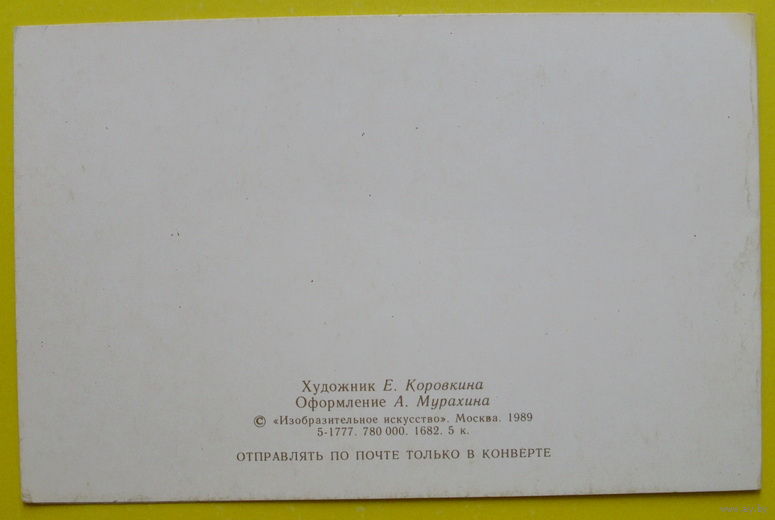 Художник Е. Коровкина
Оформление А. Мурахина
© «Изобразительное искусство». Москва. 1989
5-1777. 780 000. 1682. 5 к.
ОТПРАВЛЯТЬ ПО ПОЧТЕ ТОЛЬКО В КОНВЕРТЕ